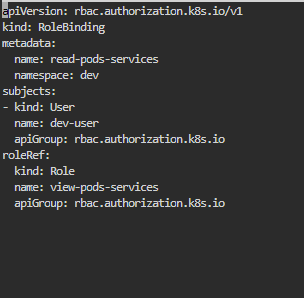 apiVersion: rbac.authorization.k8s.io/v1
kind: RoleBinding
metadata:
  name: read-pods-services
  namespace: dev
subjects:
- kind: User
  name: dev-user
  apiGroup: rbac.authorization.k8s.io
roleRef:
  kind: Role
  name: view-pods-services
  apiGroup: rbac.authorization.k8s.io